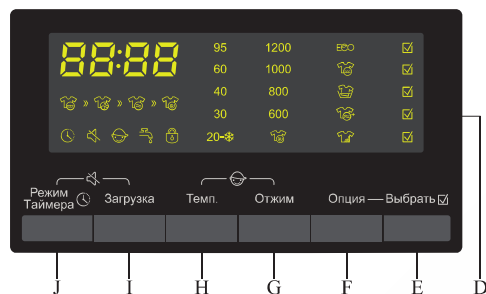 88:88 95 1200 ECO
60 1000
40 800
30 600
20-
Режим
Таймера Загрузка Темп. Отжим Опция — Выбрать
J I H G F E D